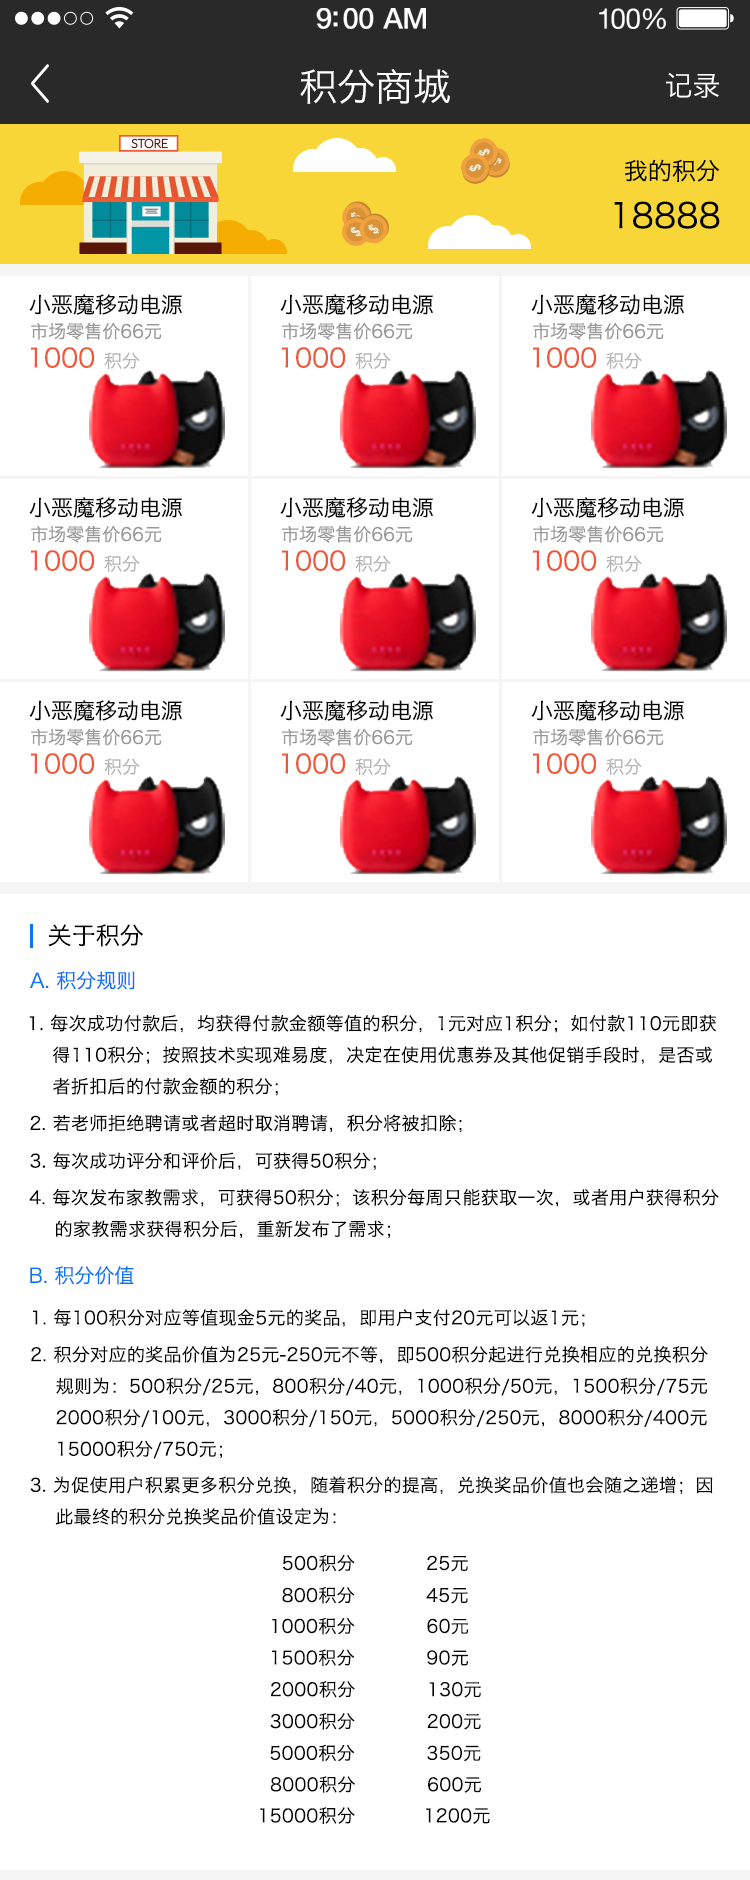 9:00 AM 100%
积分商城 记录
STORE
我的积分
18888
小恶魔移动电源 小恶魔移动电源 小恶魔移动电源
市场零售价66元 市场零售价66元 市场零售价66元
1000 积分 1000 积分 1000 积分
小恶魔移动电源 小恶魔移动电源 小恶魔移动电源
市场零售价66元 市场零售价66元 市场零售价66元
1000 积分 1000 积分 1000 积分
小恶魔移动电源 小恶魔移动电源 小恶魔移动电源
市场零售价66元 市场零售价66元 市场零售价66元
1000 积分 1000 积分 1000 积分
关于积分
A. 积分规则
1. 每次成功付款后，均获得付款金额等值的积分，1元对应1积分；如付款110元即获
得110积分；按照技术实现难易度，决定在使用优惠券及其他促销手段时，是否或
者折扣后的付款金额的积分；
2. 若老师拒绝聘请或者超时取消聘请，积分将被扣除；
3. 每次成功评分和评价后，可获得50积分；
4. 每次发布家教需求，可获得50积分；该积分每周只能获取一次，或者用户获得积分
的家教需求获得积分后，重新发布了需求；
B. 积分价值
1. 每100积分对应等值现金5元的奖品，即用户支付20元可以返1元；
2. 积分对应的奖品价值为25元-250元不等，即500积分起进行兑换相应的兑换积分
规则为：500积分/25元，800积分/40元，1000积分/50元，1500积分/75元
2000积分/100元，3000积分/150元，5000积分/250元，8000积分/400元
15000积分/750元；
3. 为促使用户积累更多积分兑换，随着积分的提高，兑换奖品价值也会随之递增；因
此最终的积分兑换奖品价值设定为：
500积分 25元
800积分 45元
1000积分 60元
1500积分 90元
2000积分 130元
3000积分 200元
5000积分 350元
8000积分 600元
15000积分 1200元